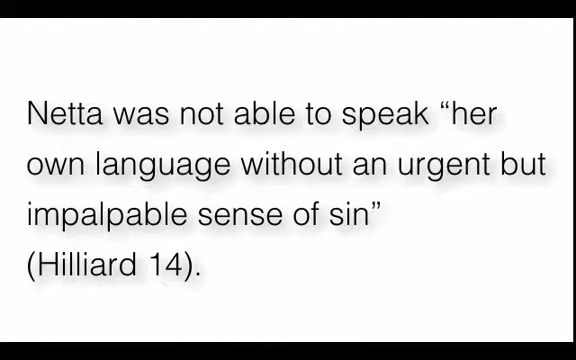 Netta was not able to speak “her
own language without an urgent but
impalpable sense of sin”
(Hilliard 14).